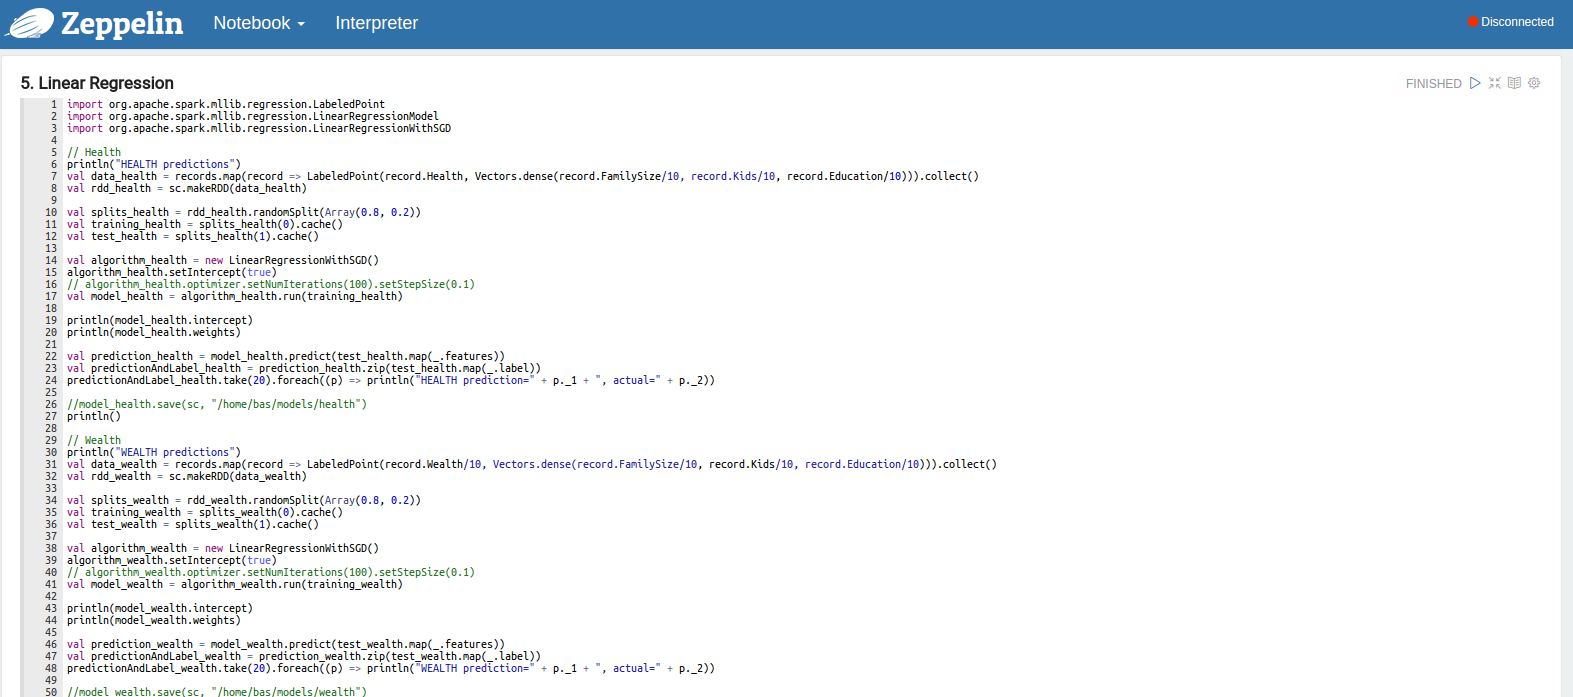 Zeppelin Notebook Interpreter Disconnected
5. Linear Regression FINISHED
1 import org.apache.spark.mllib.regression.LabeledPoint
2 import org.apache.spark.mllib.regression.LinearRegressionModel
3 import org.apache.spark.mllib.regression.LinearRegressionWithSGD
4
5 // Health
6 println("HEALTH predictions")
7 val data_health = records.map(record => LabeledPoint(record.Health, Vectors.dense(record.FamilySize/10, record.Kids/10, record.Education/10))).collect()
8 val rdd_health = sc.makeRDD(data_health)
9
10 val splits_health = rdd_health.randomSplit(Array(0.8, 0.2))
11 val training_health = splits_health(0).cache()
12 val test_health = splits_health(1).cache()
13
14 val algorithm_health = new LinearRegressionWithSGD()
15 algorithm_health.setIntercept(true)
16 // algorithm_health.optimizer.setNumIterations(100).setStepSize(0.1)
17 val model_health = algorithm_health.run(training_health)
18
19 println(model_health.intercept)
20 println(model_health.weights)
21
22 val prediction_health = model_health.predict(test_health.map(_.features))
23 val predictionAndLabel_health = prediction_health.zip(test_health.map(_.label))
24 predictionAndLabel_health.take(20).foreach((p) => println("HEALTH prediction=" + p._1 + ", actual=" + p._2))
25
26 //model_health.save(sc, "/home/bas/models/health")
27 println()
28
29 // Wealth
30 println("WEALTH predictions")
31 val data_wealth = records.map(record => LabeledPoint(record.Wealth/10, Vectors.dense(record.FamilySize/10, record.Kids/10, record.Education/10))).collect()
32 val rdd_wealth = sc.makeRDD(data_wealth)
33
34 val splits_wealth = rdd_wealth.randomSplit(Array(0.8, 0.2))
35 val training_wealth = splits_wealth(0).cache()
36 val test_wealth = splits_wealth(1).cache()
37
38 val algorithm_wealth = new LinearRegressionWithSGD()
39 algorithm_wealth.setIntercept(true)
40 // algorithm_wealth.optimizer.setNumIterations(100).setStepSize(0.1)
41 val model_wealth = algorithm_wealth.run(training_wealth)
42
43 println(model_wealth.intercept)
44 println(model_wealth.weights)
45
46 val prediction_wealth = model_wealth.predict(test_wealth.map(_.features))
47 val predictionAndLabel_wealth = prediction_wealth.zip(test_wealth.map(_.label))
48 predictionAndLabel_wealth.take(20).foreach((p) => println("WEALTH prediction=" + p._1 + ", actual=" + p._2))
49
50 //model_wealth.save(sc, "/home/bas/models/wealth")